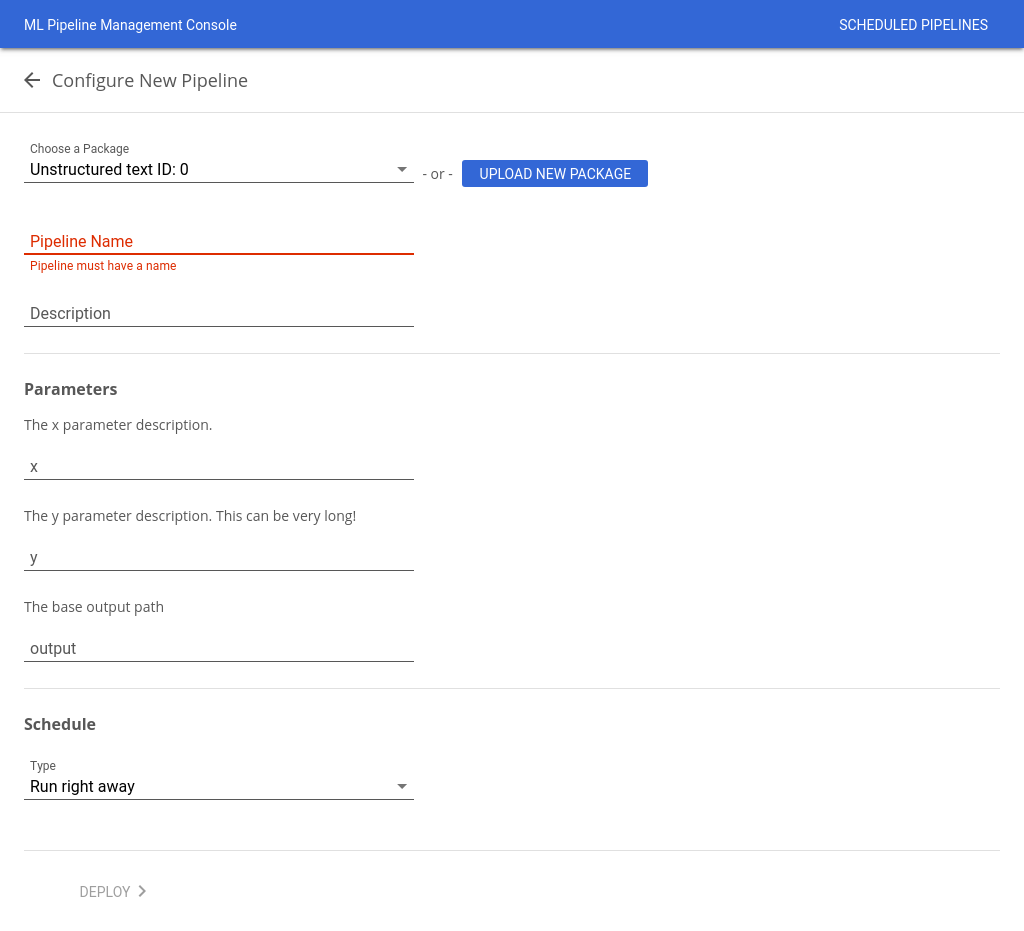 ML Pipeline Management Console
SCHEDULED PIPELINES
Configure New Pipeline
Choose a Package
Unstructured text ID: 0
- or -
UPLOAD NEW PACKAGE
Pipeline Name
Pipeline must have a name
Description
Parameters
The x parameter description.
x
The y parameter description. This can be very long!
y
The base output path
output
Schedule
Type
Run right away
DEPLOY